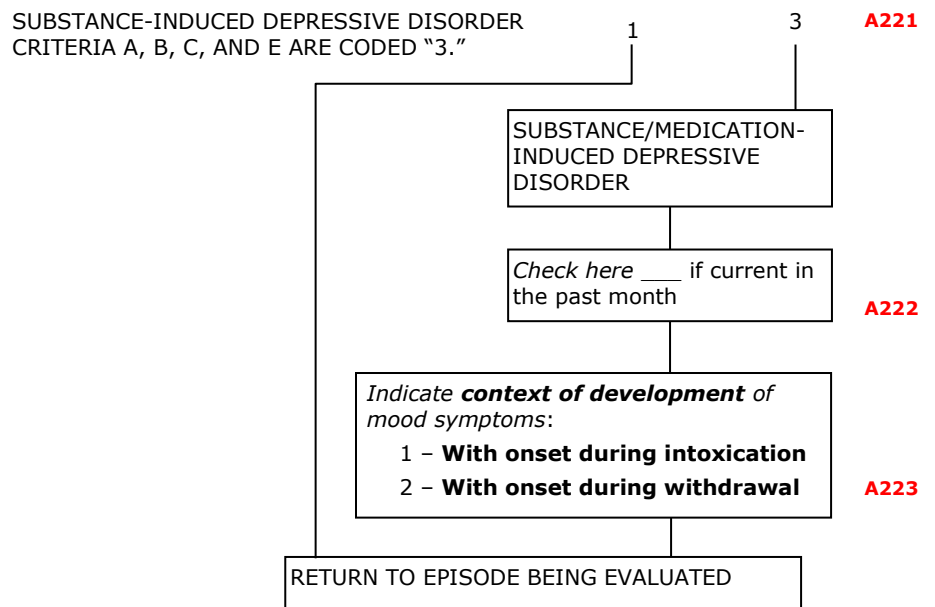 SUBSTANCE-INDUCED DEPRESSIVE DISORDER
CRITERIA A, B, C, AND E ARE CODED “3.”
1
3
A221
SUBSTANCE/MEDICATION-
INDUCED DEPRESSIVE
DISORDER
Check here ___ if current in
the past month
A222
Indicate context of development of
mood symptoms:
1 – With onset during intoxication
2 – With onset during withdrawal
A223
RETURN TO EPISODE BEING EVALUATED